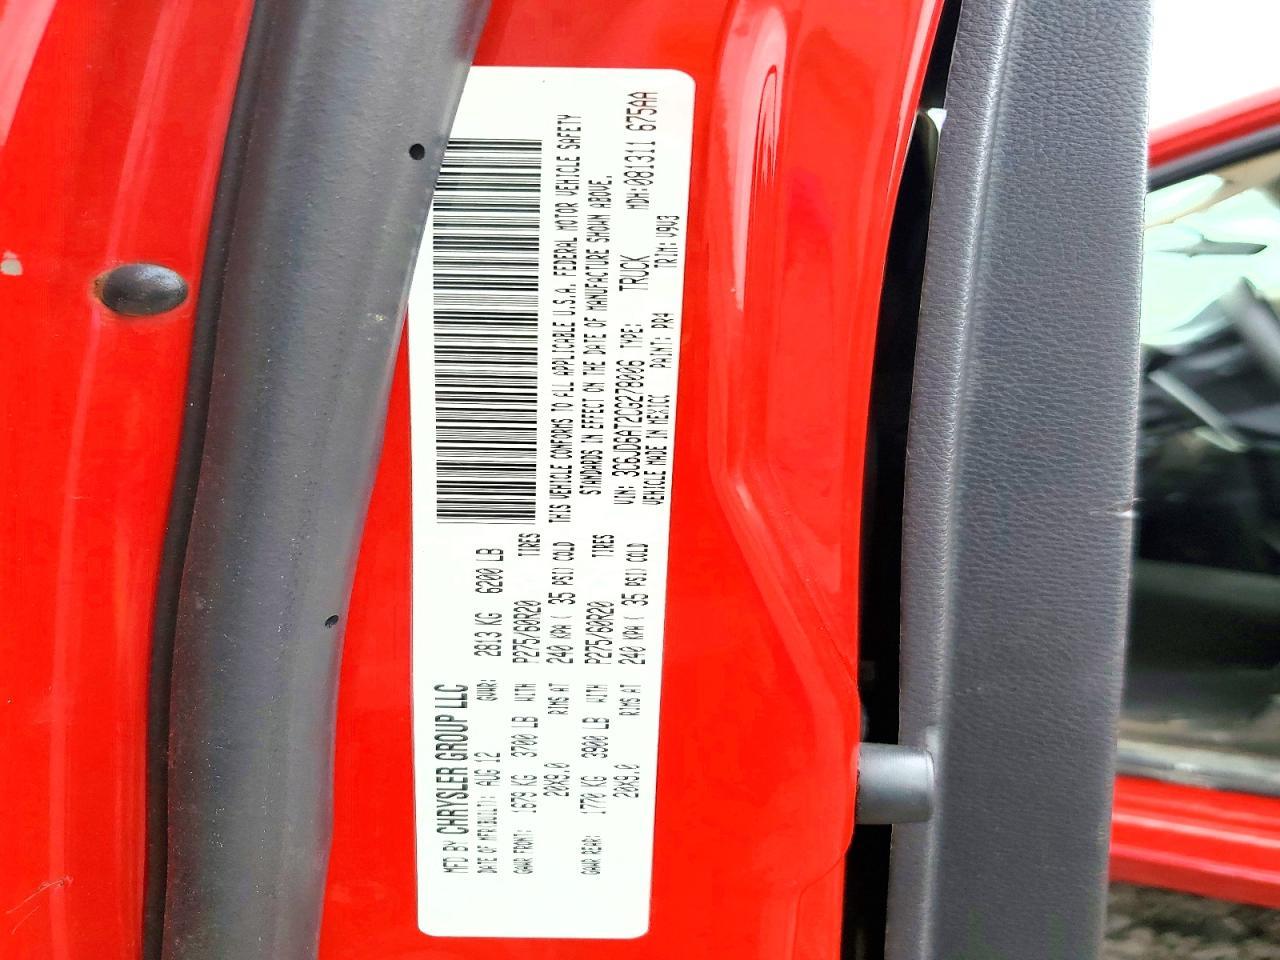 MFD BY CHRYSLER GROUP LLC
DATE OF MFR(BUILT): AUG 12 GVWR: 2813 KG 6200 LB
GAWR FRONT: 1679 KG 3700 LB WITH P275/60R20 TIRES
20X9.0 RIMS AT 240 KPA ( 35 PSI) COLD
GAWR REAR: 1770 KG 3900 LB WITH P275/60R20 TIRES
20X9.0 RIMS AT 240 KPA ( 35 PSI) COLD
THIS VEHICLE CONFORMS TO ALL APPLICABLE U.S.A. FEDERAL MOTOR VEHICLE SAFETY
STANDARDS IN EFFECT ON THE DATE OF MANUFACTURE SHOWN ABOVE.
VIN: 3C6JD6AT2CG278006 TYPE: TRUCK MDH:081311 675AA
VEHICLE MADE IN MEXICO PAINT: PR4 TRIM: V9V3